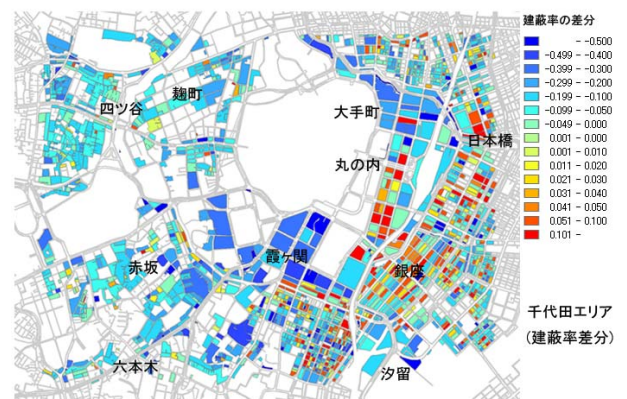 建蔽率の差分
- -0.500
-0.499 - -0.400
-0.399 - -0.300
-0.299 - -0.200
-0.199 - -0.100
-0.099 - -0.050
-0.049 - 0.000
0.001 - 0.000
0.001 - 0.010
0.011 - 0.020
0.021 - 0.030
0.031 - 0.040
0.041 - 0.050
0.051 - 0.100
0.101 -
麹町
四ツ谷
大手町
日本橋
丸の内
霞ヶ関
赤坂
銀座
六本木
汐留
千代田エリア
(建蔽率差分)